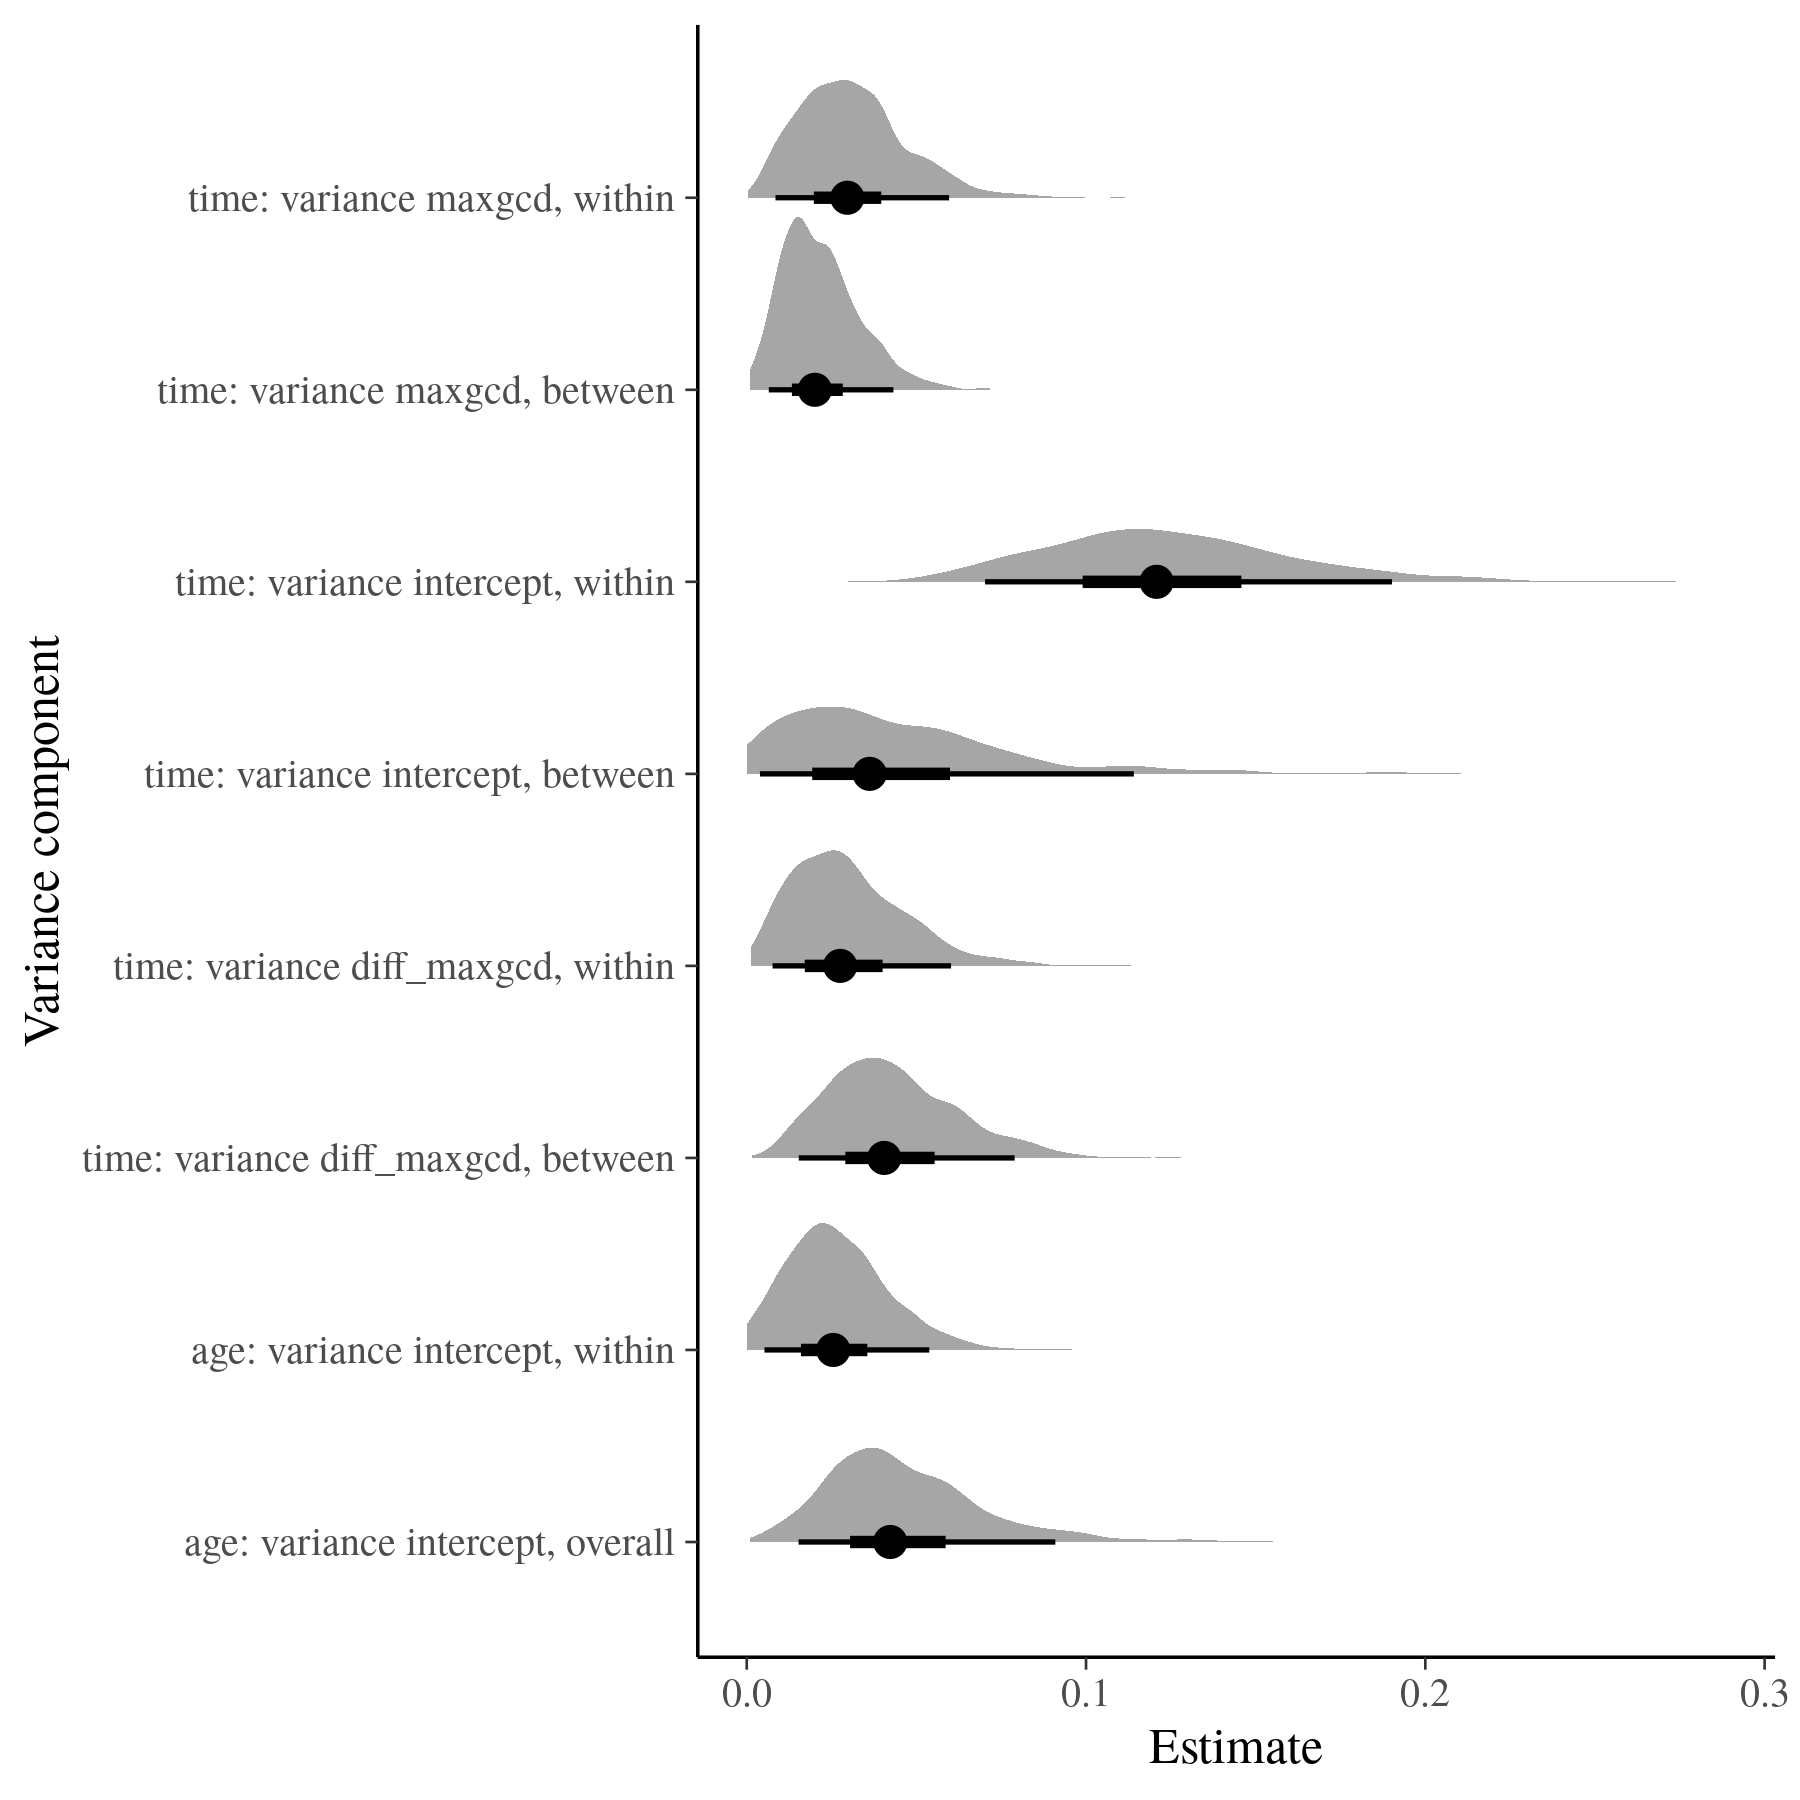 time: variance maxgcd, within
time: variance maxgcd, between
time: variance intercept, within
time: variance intercept, between
time: variance diff_maxgcd, within
time: variance diff_maxgcd, between
age: variance intercept, within
age: variance intercept, overall
Variance component
0.0 0.1 0.2 0.3
Estimate